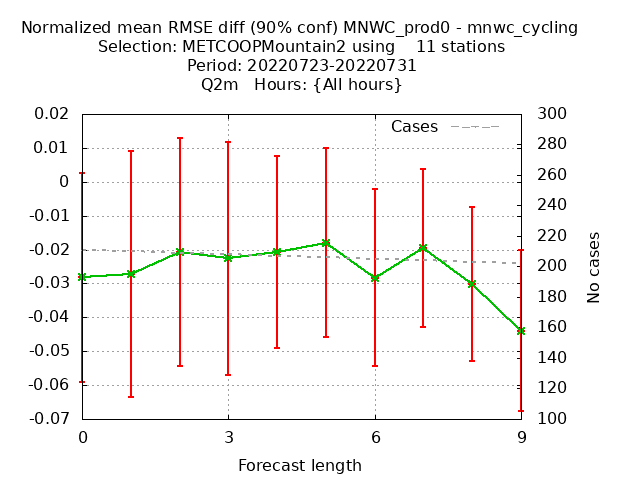 Normalized mean RMSE diff (90% conf) MNWC_prod0 - mnwc_cycling
Selection: METCOOPMountain2 using    11 stations
Period: 20220723-20220731
Q2m   Hours: {All hours}
0.02
0.01
0
-0.01
-0.02
-0.03
-0.04
-0.05
-0.06
-0.07
Cases
300
280
260
240
220
200
180
160
140
120
100
No cases
0 3 6 9
Forecast length